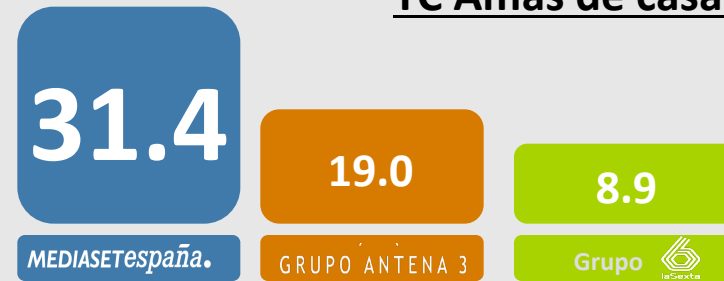 TC Amas de casa
31.4
19.0
8.9
MEDIASETespaña.
GRUPO ANTENA 3
Grupo laSexta